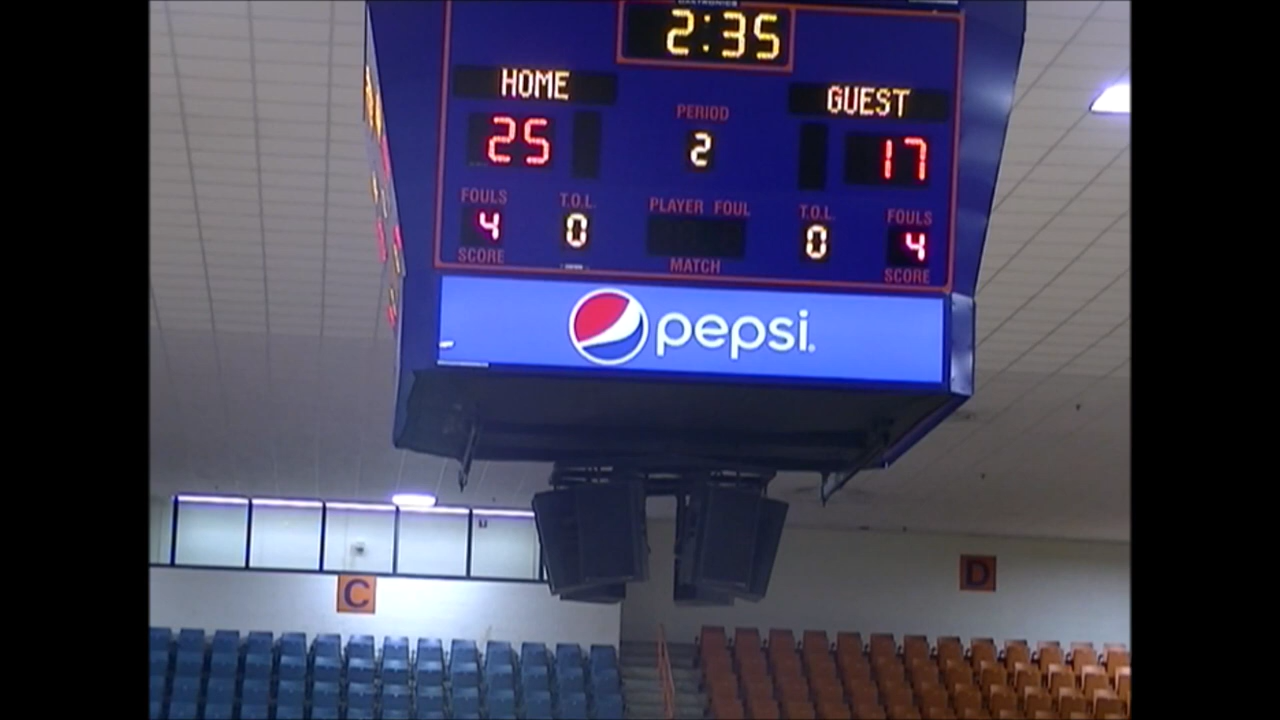 2:35
HOME
GUEST
PERIOD
25
2
17
FOULS
T.O.L.
PLAYER FOUL
T.O.L.
FOULS
4
0
0
4
SCORE
MATCH
SCORE
pepsi
C
D